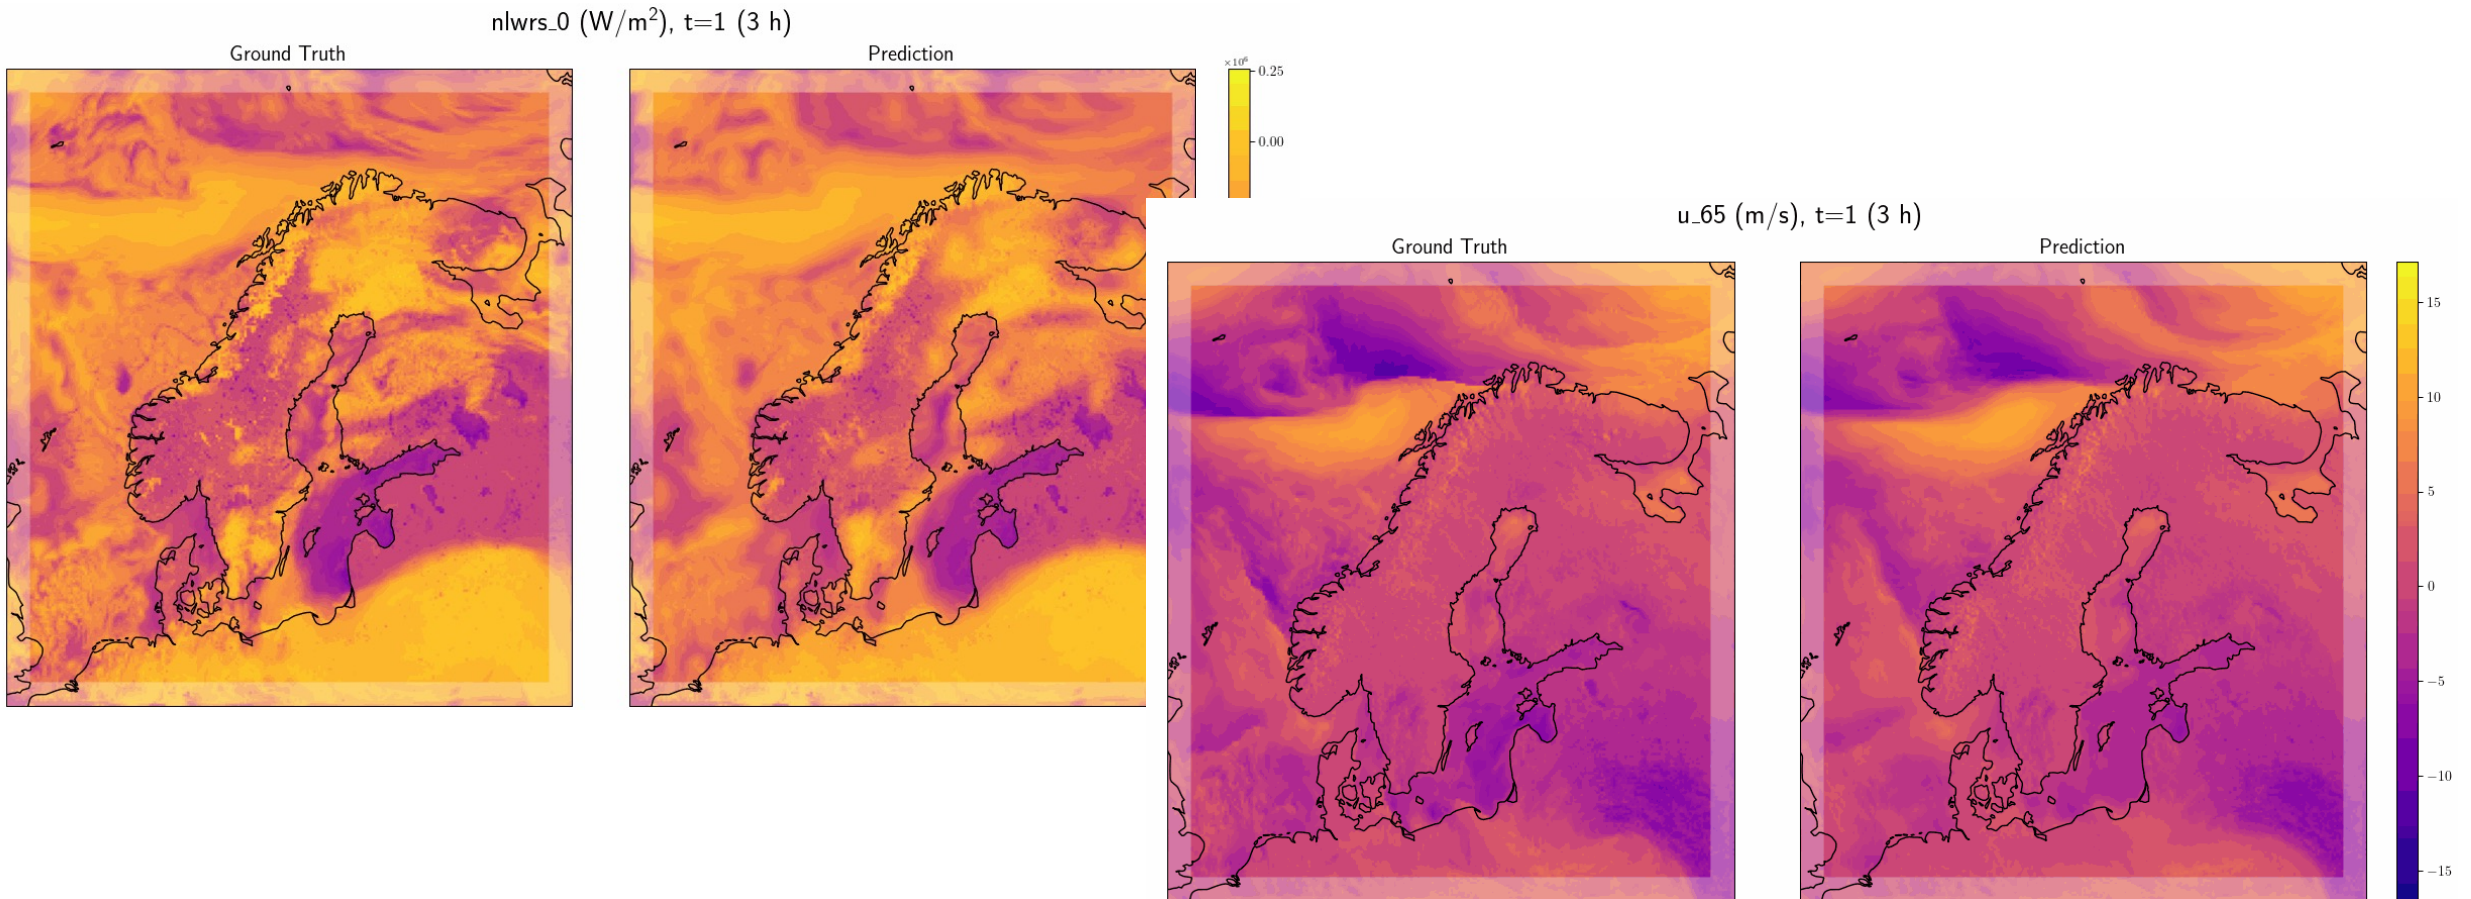 nlwrs_0 (W/m²), t=1 (3 h)
Ground Truth
Prediction
×10⁶
0.25
0.00
u_65 (m/s), t=1 (3 h)
Ground Truth
Prediction
15
10
5
0
−5
−10
−15